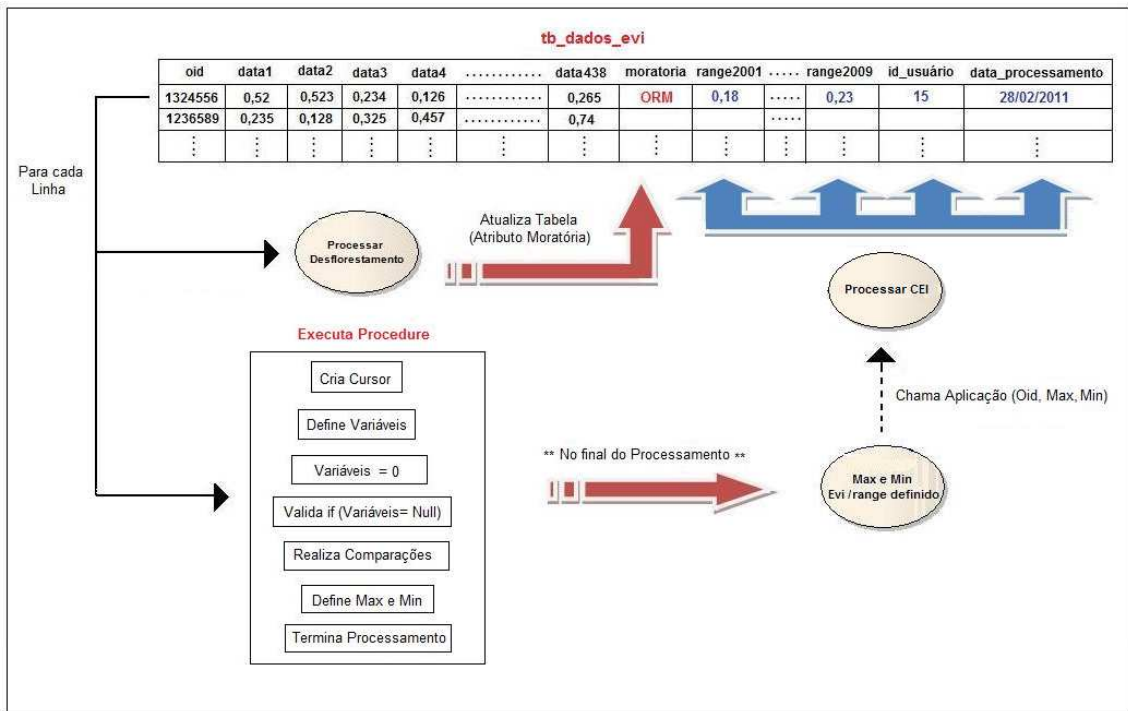 tb_dados_evi
oid data1 data2 data3 data4 ............ data438 moratoria range2001 ..... range2009 id_usuário data_processamento
1324556 0,52 0,523 0,234 0,126 ............ 0,265 ORM 0,18 ..... 0,23 15 28/02/2011
1236589 0,235 0,128 0,325 0,457 ............ 0,74 .....
Para cada
Linha
Processar
Desflorestamento
Atualiza Tabela
(Atributo Moratória)
Processar CEI
Executa Procedure
Cria Cursor
Define Variáveis
Variáveis = 0
Valida if (Variáveis= Null)
Realiza Comparações
Define Max e Min
Termina Processamento
** No final do Processamento **
Chama Aplicação (Oid, Max, Min)
Max e Min
Evi /range definido